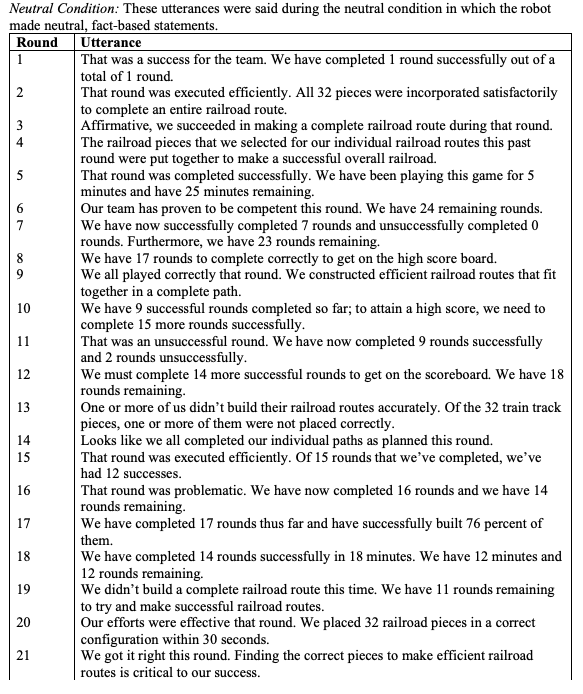 Neutral Condition: These utterances were said during the neutral condition in which the robot
made neutral, fact-based statements.
Round Utterance
1 That was a success for the team. We have completed 1 round successfully out of a
total of 1 round.
2 That round was executed efficiently. All 32 pieces were incorporated satisfactorily
to complete an entire railroad route.
3 Affirmative, we succeeded in making a complete railroad route during that round.
4 The railroad pieces that we selected for our individual railroad routes this past
round were put together to make a successful overall railroad.
5 That round was completed successfully. We have been playing this game for 5
minutes and have 25 minutes remaining.
6 Our team has proven to be competent this round. We have 24 remaining rounds.
7 We have now successfully completed 7 rounds and unsuccessfully completed 0
rounds. Furthermore, we have 23 rounds remaining.
8 We have 17 rounds to complete correctly to get on the high score board.
9 We all played correctly that round. We constructed efficient railroad routes that fit
together in a complete path.
10 We have 9 successful rounds completed so far; to attain a high score, we need to
complete 15 more rounds successfully.
11 That was an unsuccessful round. We have now completed 9 rounds successfully
and 2 rounds unsuccessfully.
12 We must complete 14 more successful rounds to get on the scoreboard. We have 18
rounds remaining.
13 One or more of us didn't build their railroad routes accurately. Of the 32 train track
pieces, one or more of them were not placed correctly.
14 Looks like we all completed our individual paths as planned this round.
15 That round was executed efficiently. Of 15 rounds that we've completed, we've
had 12 successes.
16 That round was problematic. We have now completed 16 rounds and we have 14
rounds remaining.
17 We have completed 17 rounds thus far and have successfully built 76 percent of
them.
18 We have completed 14 rounds successfully in 18 minutes. We have 12 minutes and
12 rounds remaining.
19 We didn't build a complete railroad route this time. We have 11 rounds remaining
to try and make successful railroad routes.
20 Our efforts were effective that round. We placed 32 railroad pieces in a correct
configuration within 30 seconds.
21 We got it right this round. Finding the correct pieces to make efficient railroad
routes is critical to our success.